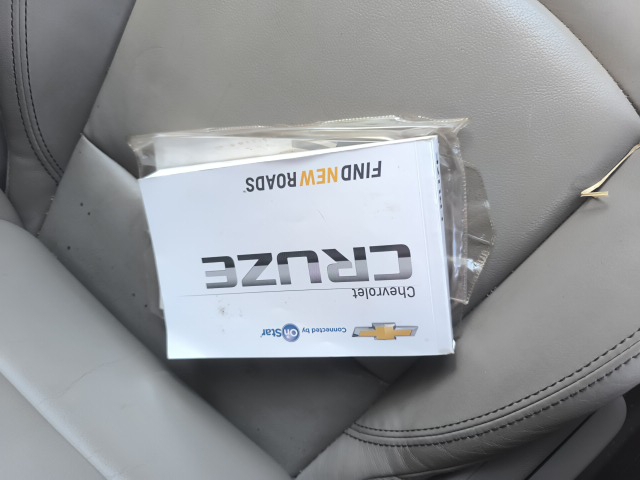 Connected by OnStar
Chevrolet
CRUZE
FIND NEW ROADS